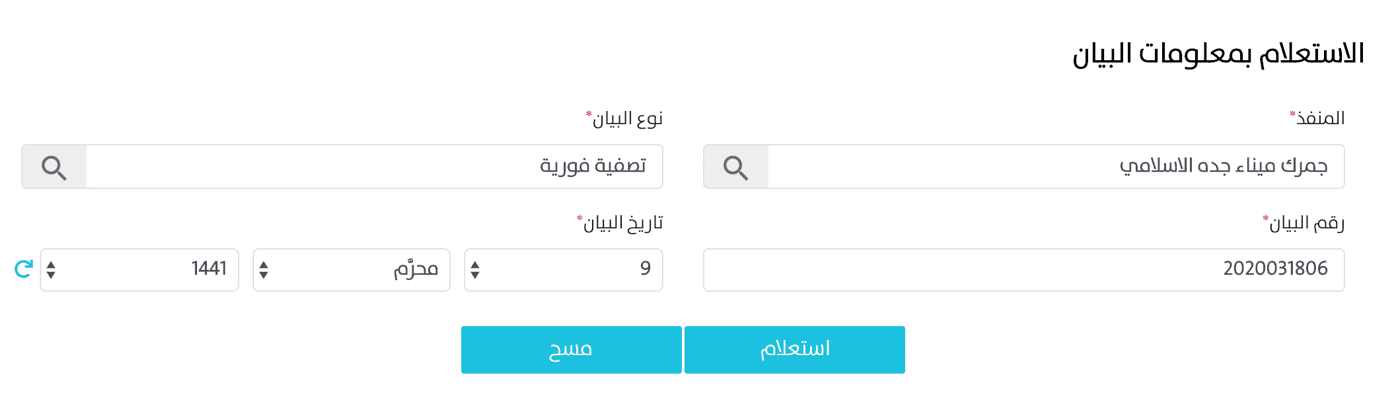 الاستعلام بمعلومات البيان
المنفذ*
نوع البيان*
جمرك ميناء جده الاسلامي
تصفية فورية
رقم البيان*
تاريخ البيان*
2020031806
9
محرَّم
1441
استعلام
مسح